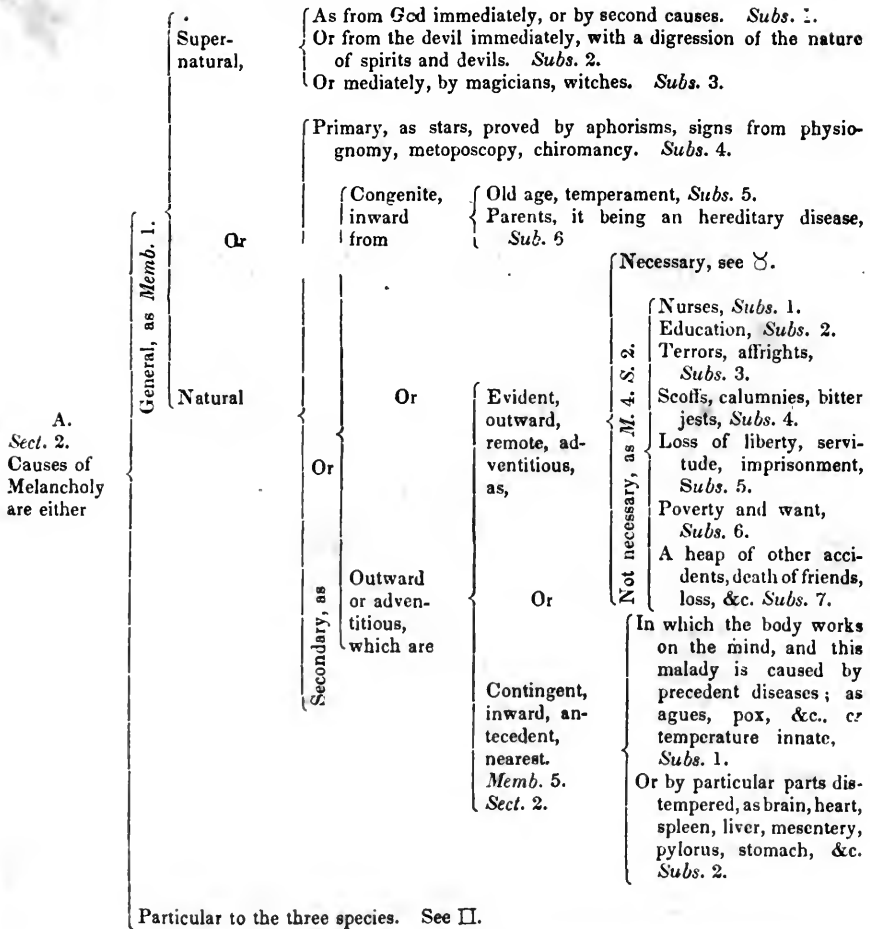 A.
Sect. 2.
Causes of
Melancholy
are either
General, as Memb. 1.
Super-
natural,
As from God immediately, or by second causes. Subs. 1.
Or from the devil immediately, with a digression of the nature
of spirits and devils. Subs. 2.
Or mediately, by magicians, witches. Subs. 3.
Or
Natural
Primary, as stars, proved by aphorisms, signs from physio-
gnomy, metoposcopy, chiromancy. Subs. 4.
Or
Secondary, as
Congenite,
inward
from
Old age, temperament, Subs. 5.
Parents, it being an hereditary disease,
Sub. 6
Or
Outward
or adven-
titious,
which are
Evident,
outward,
remote, ad-
ventitious,
as,
Necessary, see ♉.
Not necessary, as M. 4. S. 2.
Nurses, Subs. 1.
Education, Subs. 2.
Terrors, affrights,
Subs. 3.
Scoffs, calumnies, bitter
jests, Subs. 4.
Loss of liberty, servi-
tude, imprisonment,
Subs. 5.
Poverty and want,
Subs. 6.
A heap of other acci-
dents, death of friends,
loss, &c. Subs. 7.
Or
Contingent,
inward, an-
tecedent,
nearest.
Memb. 5.
Sect. 2.
In which the body works
on the mind, and this
malady is caused by
precedent diseases; as
agues, pox, &c., or
temperature innate,
Subs. 1.
Or by particular parts dis-
tempered, as brain, heart,
spleen, liver, mesentery,
pylorus, stomach, &c.
Subs. 2.
Particular to the three species. See ♊.